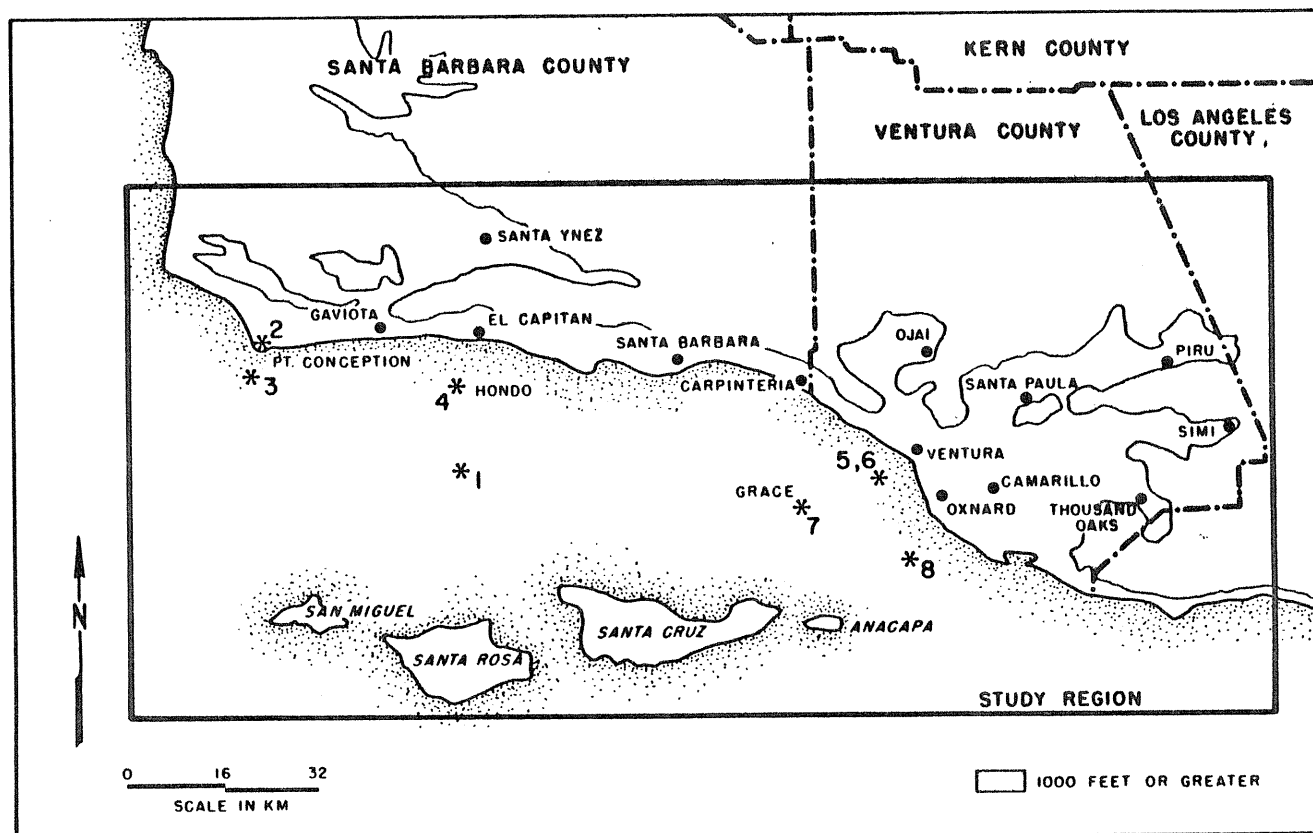 KERN COUNTY
SANTA BARBARA COUNTY
VENTURA COUNTY
LOS ANGELES
COUNTY
SANTA YNEZ
GAVIOTA
EL CAPITAN
2
PT. CONCEPTION
3
SANTA BARBARA
CARPINTERIA
OJAI
PIRU
SANTA PAULA
4
HONDO
SIMI
VENTURA
5,6
1
GRACE
7
CAMARILLO
OXNARD
THOUSAND
OAKS
8
N
SAN MIGUEL
SANTA ROSA
SANTA CRUZ
ANACAPA
STUDY REGION
0 16 32
SCALE IN KM
1000 FEET OR GREATER